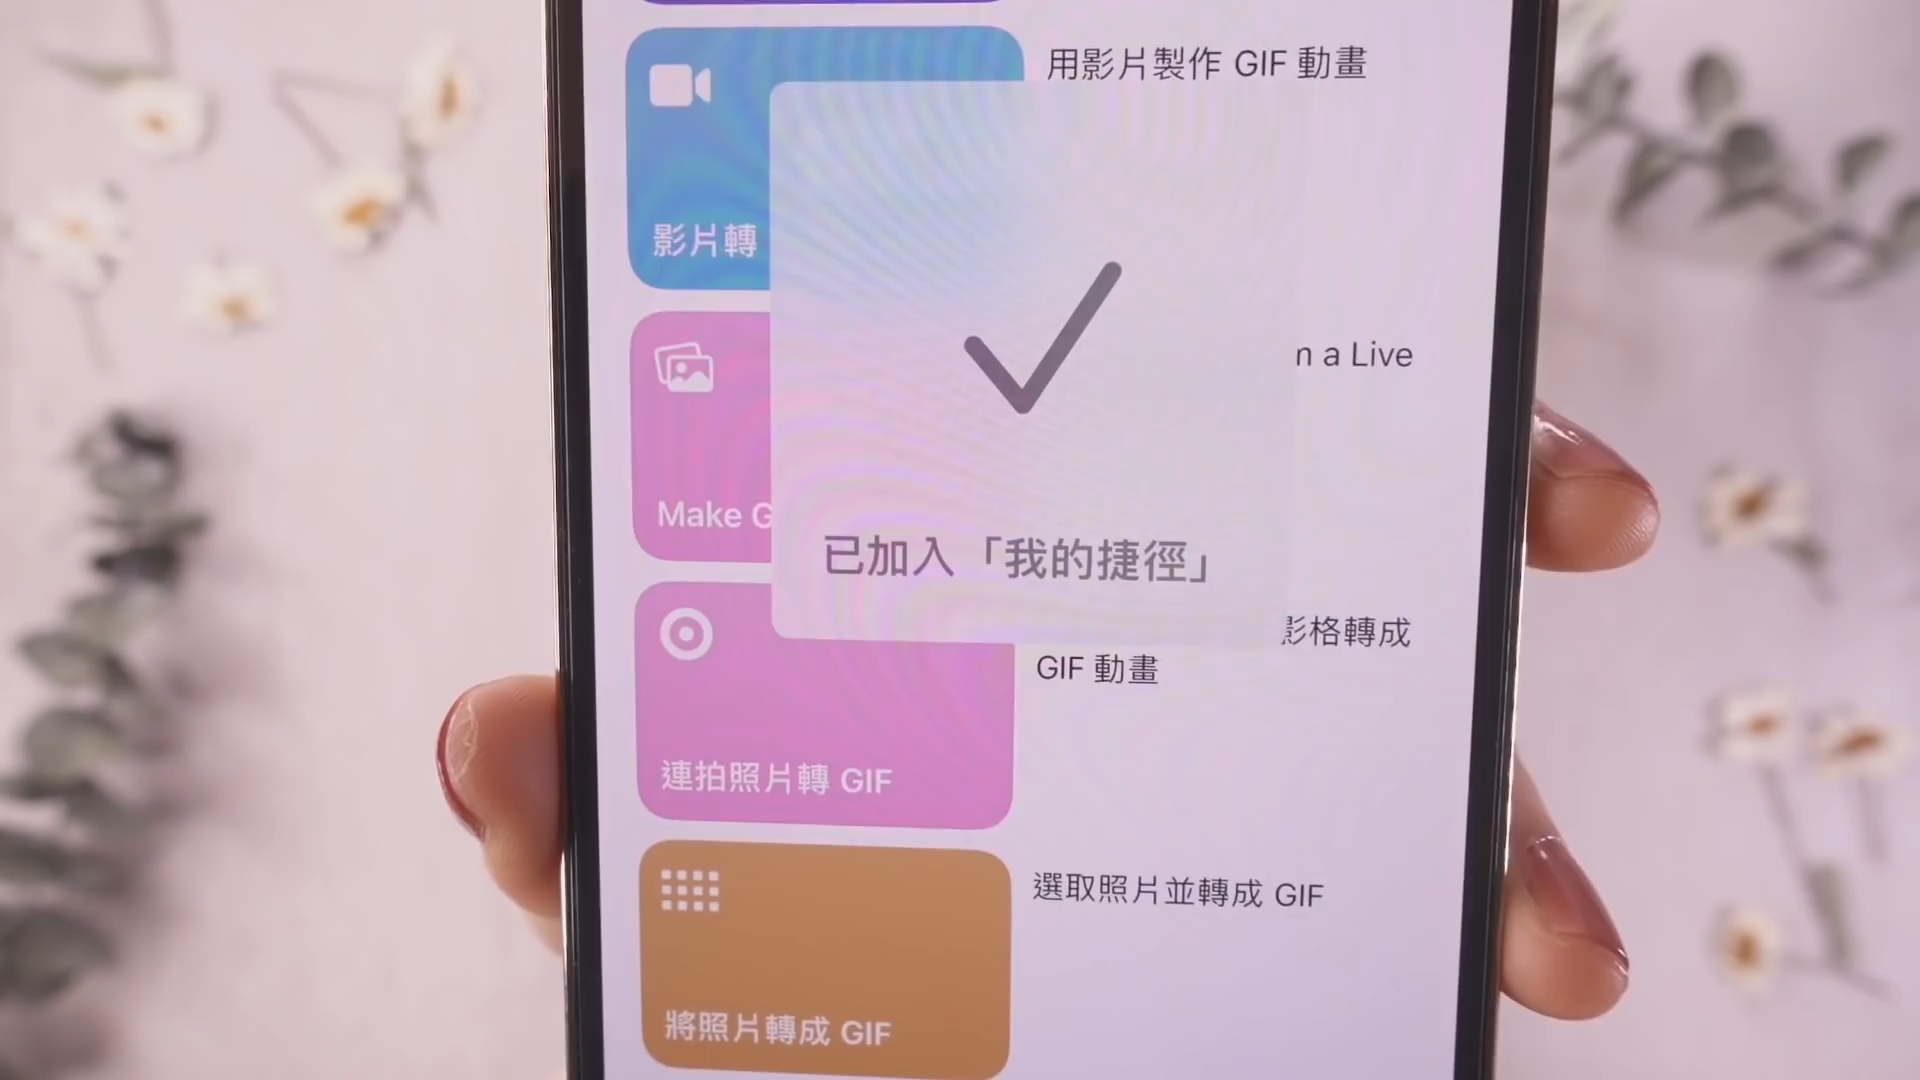 用影片製作 GIF 動畫
影片轉
n a Live
Make G
已加入「我的捷徑」
影格轉成
GIF 動畫
連拍照片轉 GIF
選取照片並轉成 GIF
將照片轉成 GIF